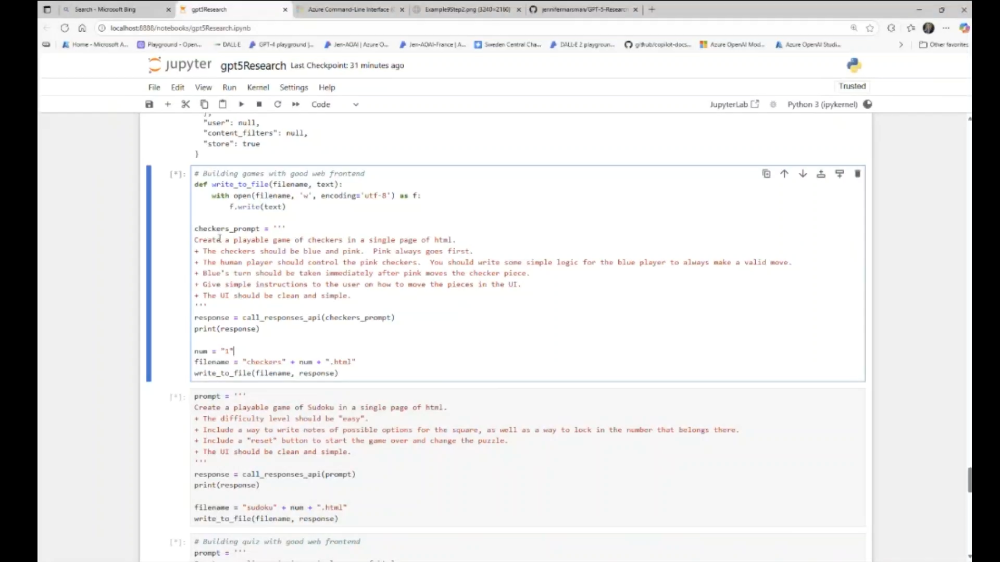 Search - Microsoft Bing
gpt5Research
Azure Command-Line Interface (
Example9Step2.png (3240×2160)
jennifermarsman/GPT-5-Research
localhost:8888/notebooks/gpt5Research.ipynb
Home - Microsoft A...
Playground - Open...
DALL·E
GPT-4 playground |...
Jen-AOAI | Azure O...
Jen-AOAI-France | A...
Sweden Central Cha...
DALL·E 2 playgroun...
github/copilot-docs...
Azure OpenAI Mod...
Azure OpenAI Studi...
Other favorites
jupyter gpt5Research Last Checkpoint: 31 minutes ago
File Edit View Run Kernel Settings Help
Trusted
Code
JupyterLab
Python 3 (ipykernel)
},
"user": null,
"content_filters": null,
"store": true
}
[*]:
# Building games with good web frontend
def write_to_file(filename, text):
with open(filename, 'w', encoding='utf-8') as f:
f.write(text)
checkers_prompt = '''
Create a playable game of checkers in a single page of html.
+ The checkers should be blue and pink.  Pink always goes first.
+ The human player should control the pink checkers.  You should write some simple logic for the blue player to always make a valid move.
+ Blue's turn should be taken immediately after pink moves the checker piece.
+ Give simple instructions to the user on how to move the pieces in the UI.
+ The UI should be clean and simple.
'''
response = call_responses_api(checkers_prompt)
print(response)
num = "1"
filename = "checkers" + num + ".html"
write_to_file(filename, response)
[*]:
prompt = '''
Create a playable game of Sudoku in a single page of html.
+ The difficulty level should be "easy".
+ Include a way to write notes of possible options for the square, as well as a way to lock in the number that belongs there.
+ Include a "reset" button to start the game over and change the puzzle.
+ The UI should be clean and simple.
'''
response = call_responses_api(prompt)
print(response)
filename = "sudoku" + num + ".html"
write_to_file(filename, response)
[*]:
# Building quiz with good web frontend
prompt = '''